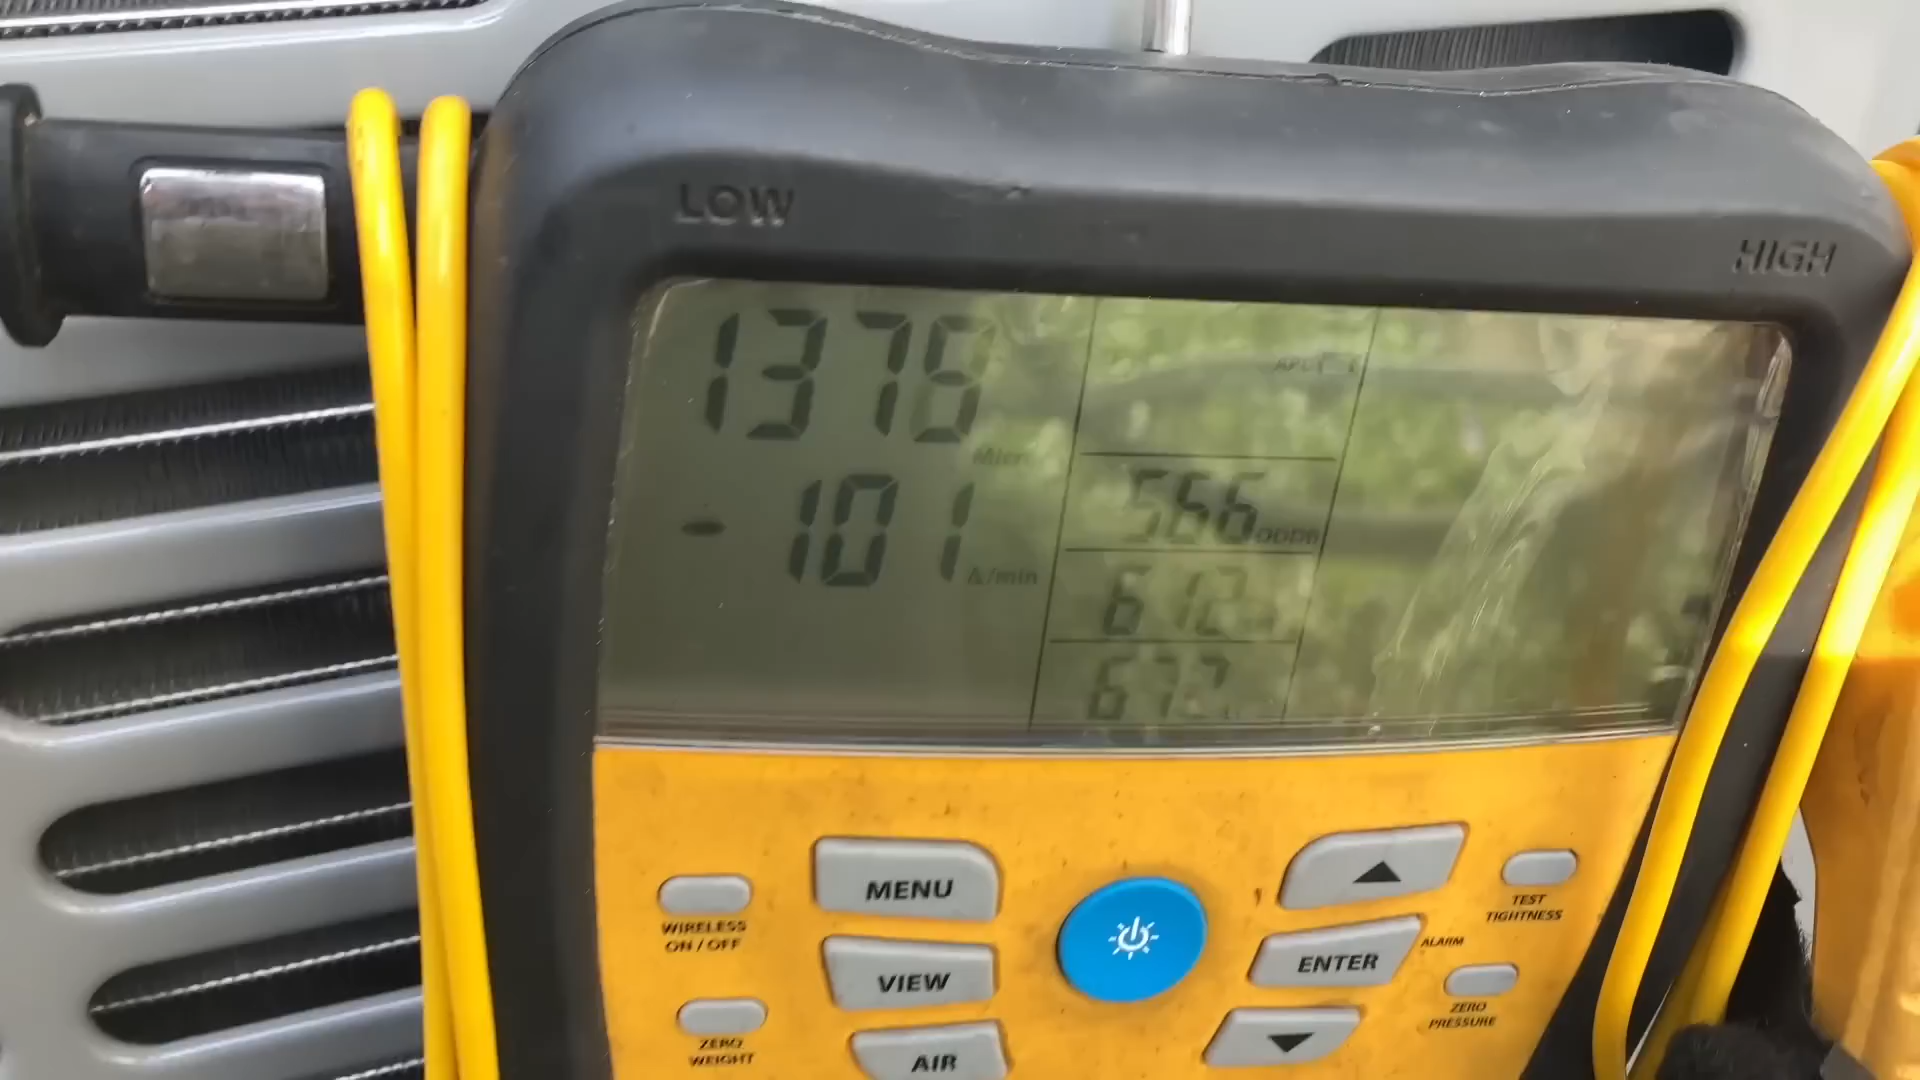 LOW
HIGH
137
Micr
- 101
Δ/min
566
612
672
MENU
WIRELESS
ON / OFF
VIEW
ENTER
ALARM
TEST
TIGHTNESS
ZERO
PRESSURE
ZERO
WEIGHT
AIR